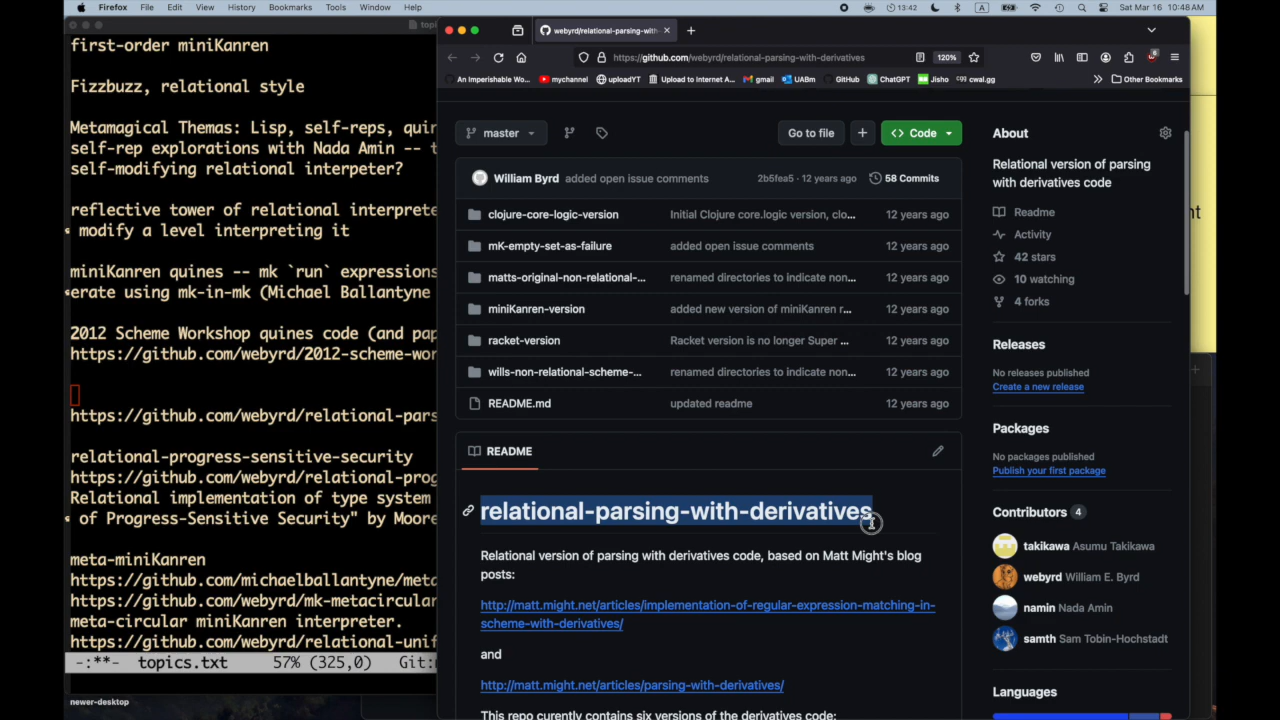 Firefox File Edit View History Bookmarks Tools Window Help
13:42 A Sat Mar 16 10:48 AM
first-order miniKanren
Fizzbuzz, relational style
Metamagical Themas: Lisp, self-reps, quin
self-rep explorations with Nada Amin -- t
self-modifying relational interpeter?
reflective tower of relational interprete
modify a level interpreting it
miniKanren quines -- mk `run` expressions
erate using mk-in-mk (Michael Ballantyne
2012 Scheme Workshop quines code (and pap
https://github.com/webyrd/2012-scheme-wor
https://github.com/webyrd/relational-pars
relational-progress-sensitive-security
https://github.com/webyrd/relational-prog
Relational implementation of type system
of Progress-Sensitive Security" by Moore
meta-miniKanren
https://github.com/michaelballantyne/meta
https://github.com/webyrd/mk-metacircular
meta-circular miniKanren interpreter.
https://github.com/webyrd/relational-unif
-:**- topics.txt 57% (325,0) Git:
newer-desktop
topi
webyrd/relational-parsing-with-
https://github.com/webyrd/relational-parsing-with-derivatives
120%
6
An Imperishable Wo... mychannel uploadYT Upload to Internet A... gmail UABm GitHub ChatGPT Jisho cwal.gg Other Bookmarks
master
Go to file
Code
William Byrd added open issue comments 2b5fea5 · 12 years ago 58 Commits
clojure-core-logic-version Initial Clojure core.logic version, clo... 12 years ago
mK-empty-set-as-failure added open issue comments 12 years ago
matts-original-non-relational-... renamed directories to indicate non... 12 years ago
miniKanren-version added new version of miniKanren r... 12 years ago
racket-version Racket version is no longer Super ... 12 years ago
wills-non-relational-scheme-... renamed directories to indicate non... 12 years ago
README.md updated readme 12 years ago
README
relational-parsing-with-derivatives
Relational version of parsing with derivatives code, based on Matt Might's blog
posts:
http://matt.might.net/articles/implementation-of-regular-expression-matching-in-
scheme-with-derivatives/
and
http://matt.might.net/articles/parsing-with-derivatives/
This repo curently contains six versions of the derivatives code:
About
Relational version of parsing
with derivatives code
Readme
Activity
42 stars
10 watching
4 forks
Releases
No releases published
Create a new release
Packages
No packages published
Publish your first package
Contributors 4
takikawa Asumu Takikawa
webyrd William E. Byrd
namin Nada Amin
samth Sam Tobin-Hochstadt
Languages
nt